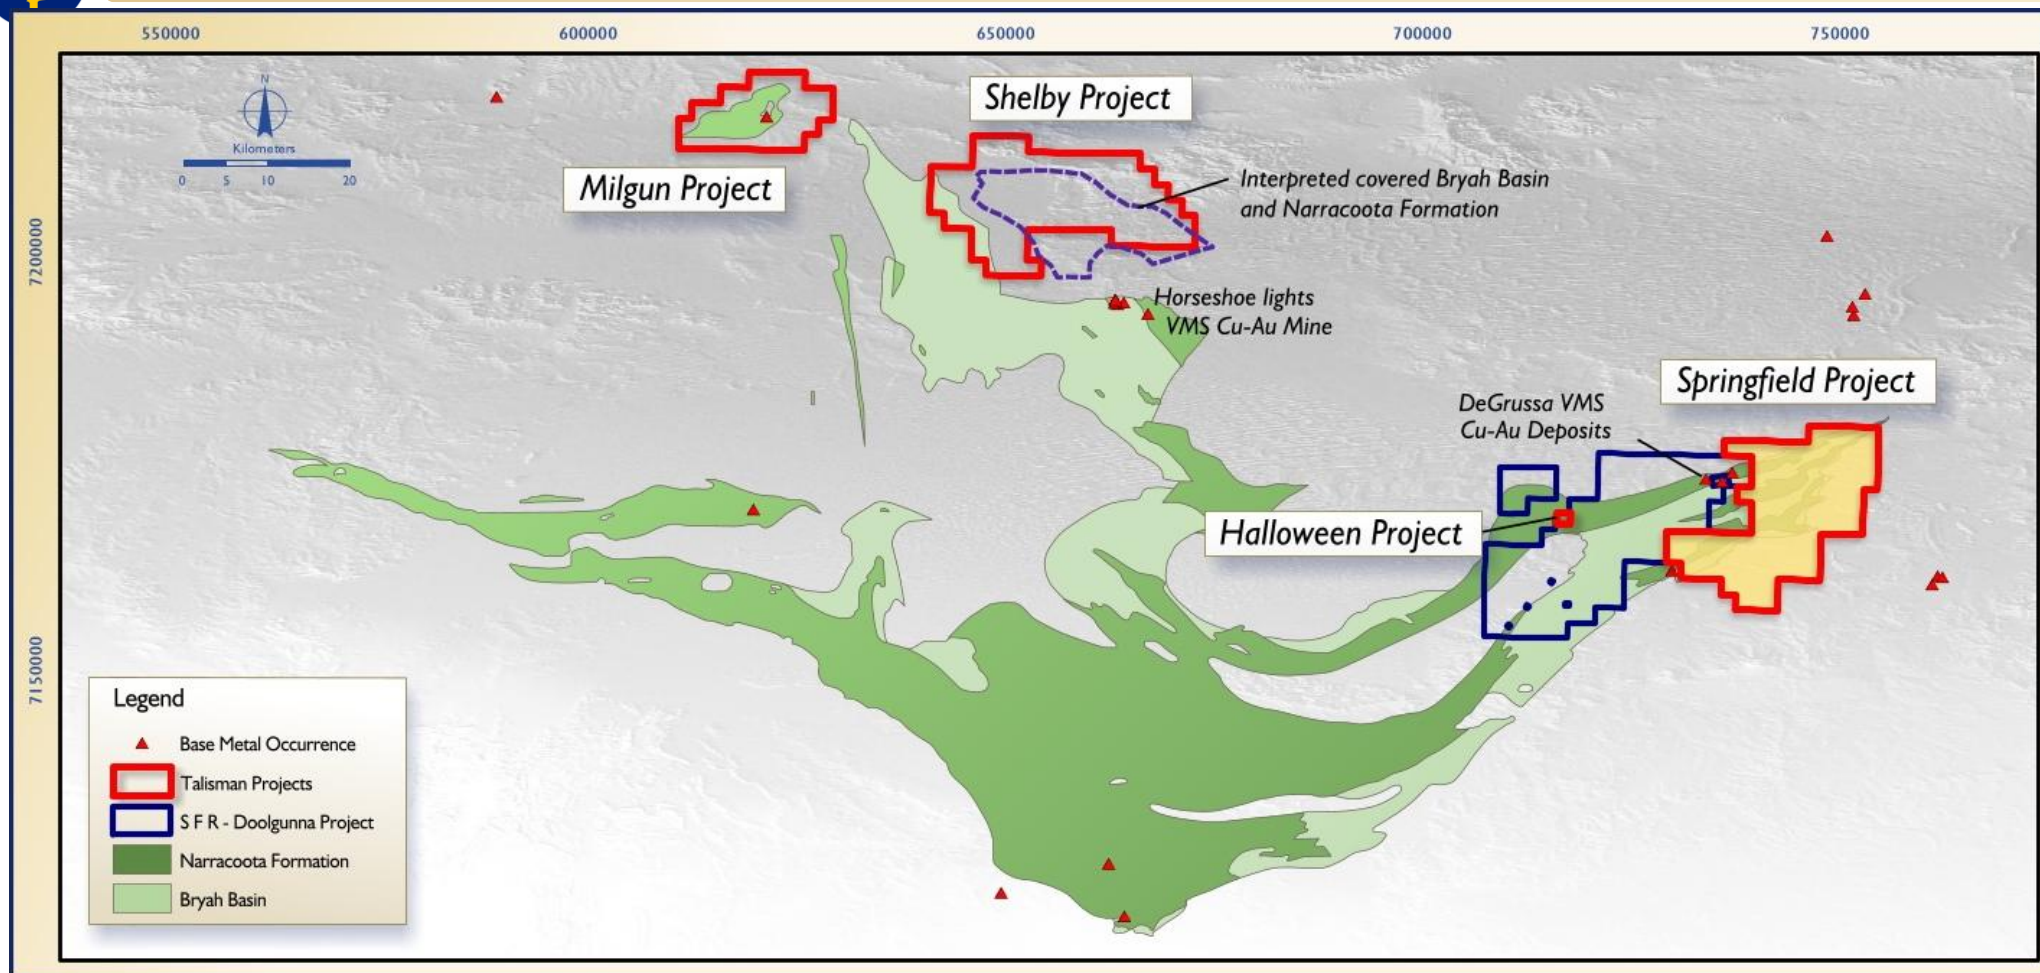 550000
600000
650000
700000
750000
N
Kilometers
0 5 10 20
Shelby Project
Milgun Project
Interpreted covered Bryah Basin
and Narracoota Formation
7200000
Horseshoe lights
VMS Cu-Au Mine
Springfield Project
DeGrussa VMS
Cu-Au Deposits
Halloween Project
7150000
Legend
Base Metal Occurrence
Talisman Projects
S F R - Doolgunna Project
Narracoota Formation
Bryah Basin